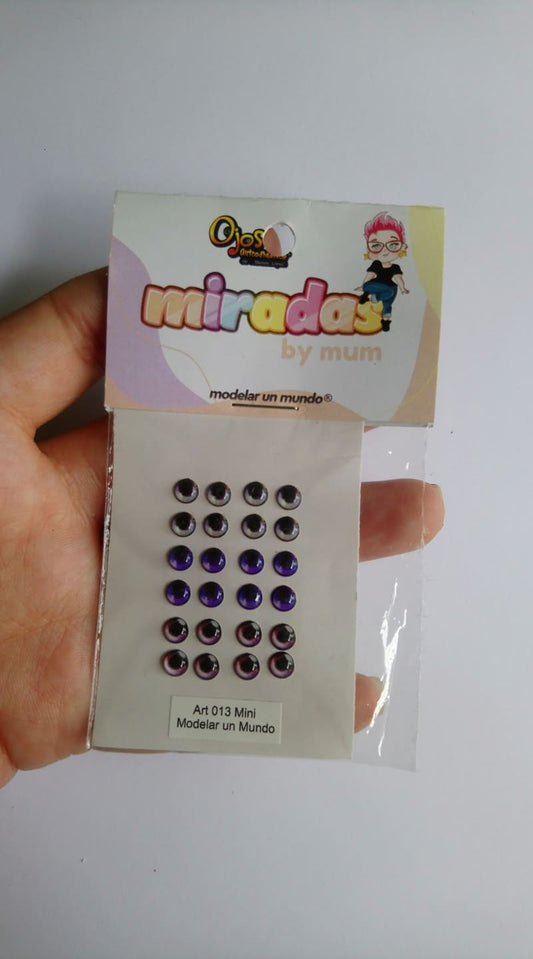 Ojos
miradas
by mum
modelar un mundo®
Art 013 Mini
Modelar un Mundo